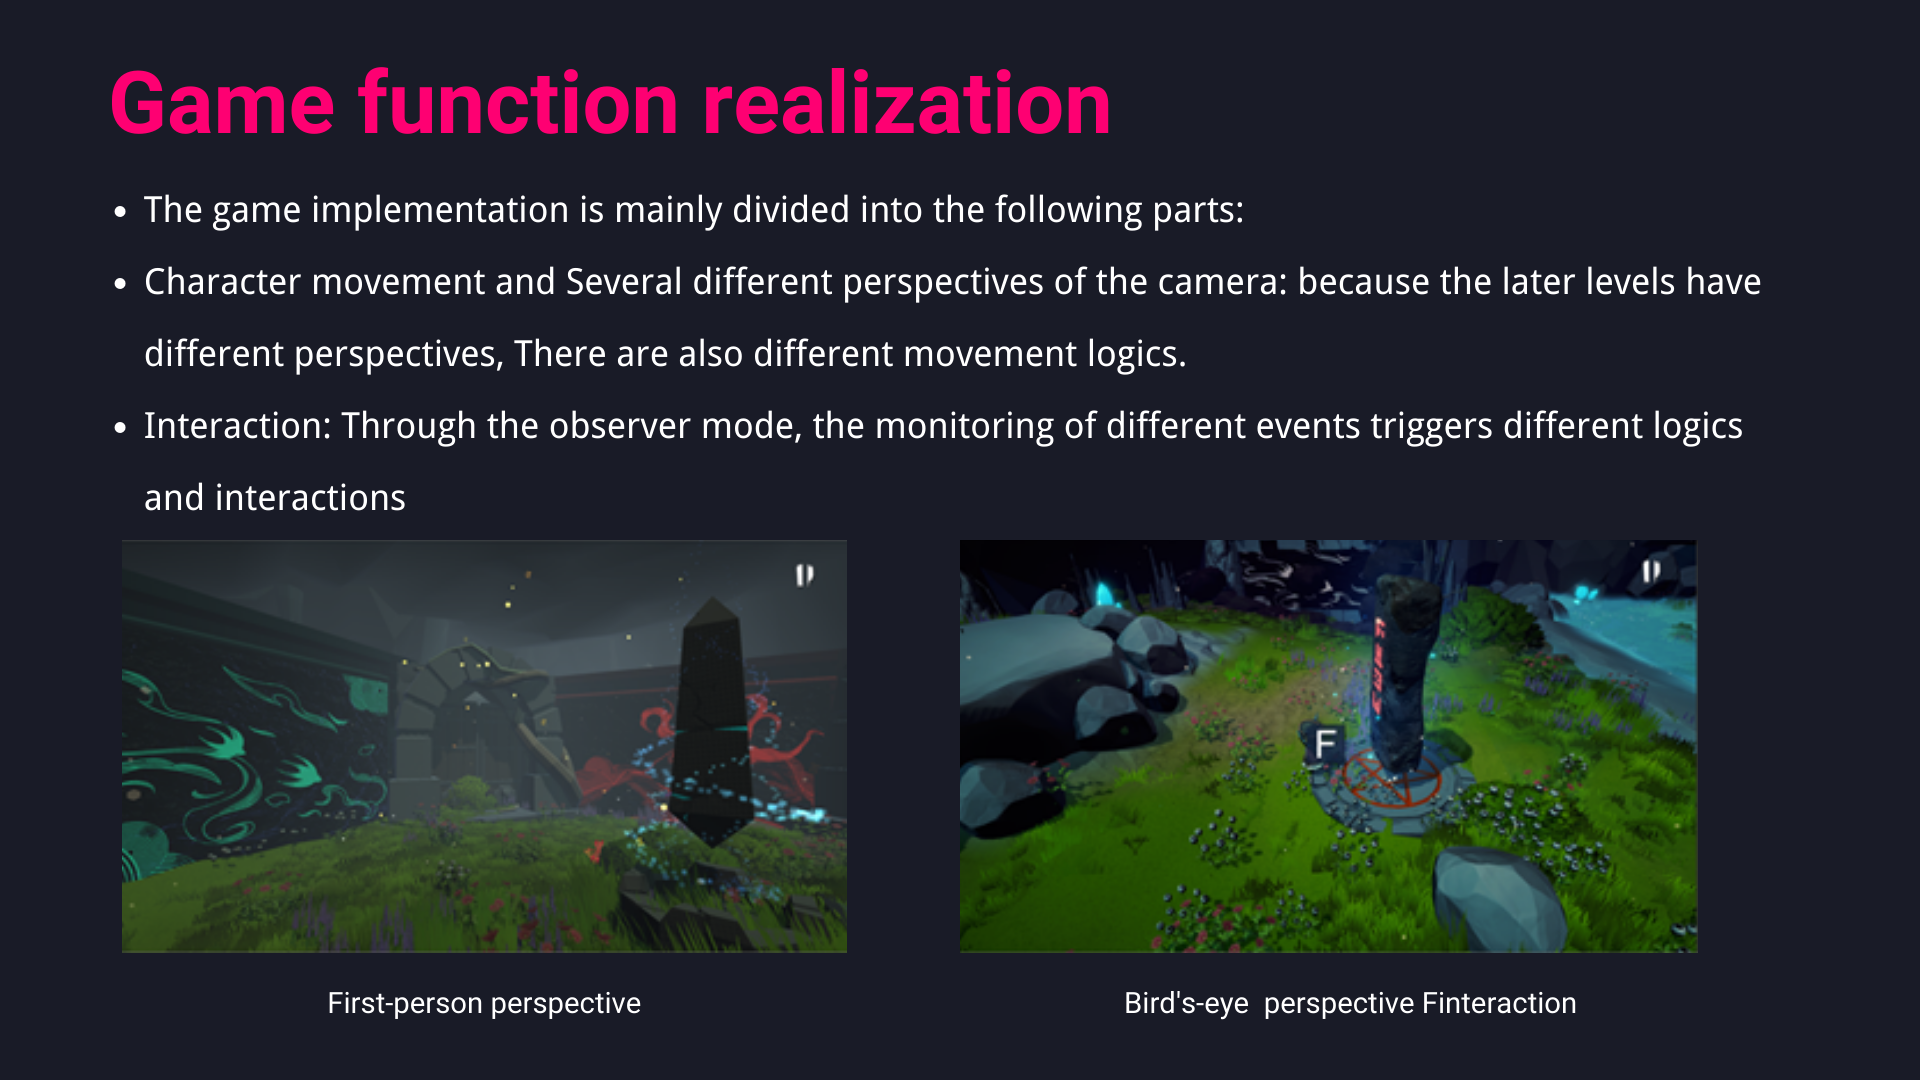 Game function realization
• The game implementation is mainly divided into the following parts:
• Character movement and Several different perspectives of the camera: because the later levels have
different perspectives, There are also different movement logics.
• Interaction: Through the observer mode, the monitoring of different events triggers different logics
and interactions
F
First-person perspective
Bird's-eye  perspective Finteraction